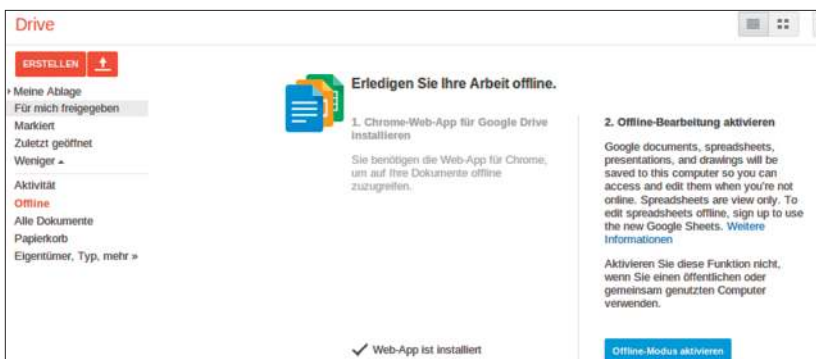 Drive
ERSTELLEN
Meine Ablage
Für mich freigegeben
Markiert
Zuletzt geöffnet
Weniger
Aktivität
Offline
Alle Dokumente
Papierkorb
Eigentümer, Typ, mehr »
Erledigen Sie Ihre Arbeit offline.
1. Chrome-Web-App für Google Drive
installieren
Sie benötigen die Web-App für Chrome,
um auf Ihre Dokumente offline
zuzugreifen.
Web-App ist installiert
2. Offline-Bearbeitung aktivieren
Google documents, spreadsheets,
presentations, and drawings will be
saved to this computer so you can
access and edit them when you're not
online. Spreadsheets are view only. To
edit spreadsheets offline, sign up to use
the new Google Sheets. Weitere
Informationen
Aktivieren Sie diese Funktion nicht,
wenn Sie einen öffentlichen oder
gemeinsam genutzten Computer
verwenden.
Offline-Modus aktivieren